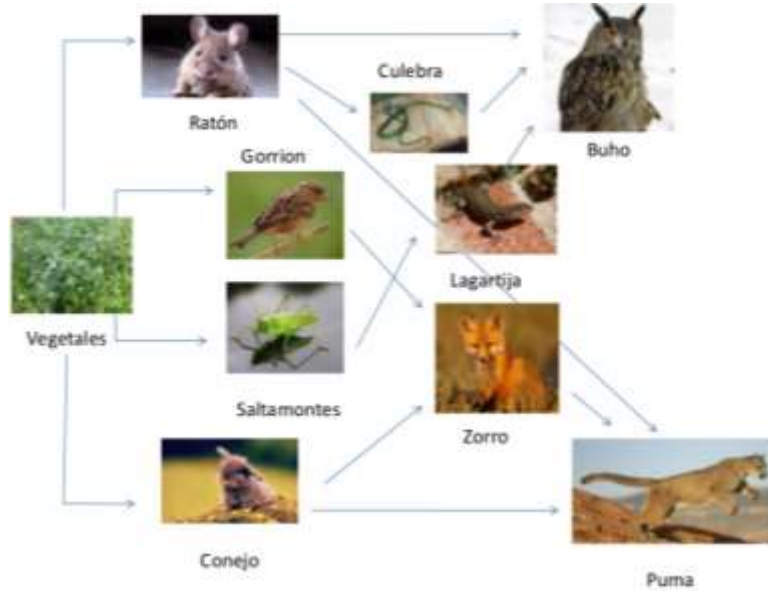 Culebra
Ratón
Buho
Gorrion
Lagartija
Vegetales
Saltamontes
Zorro
Conejo
Puma